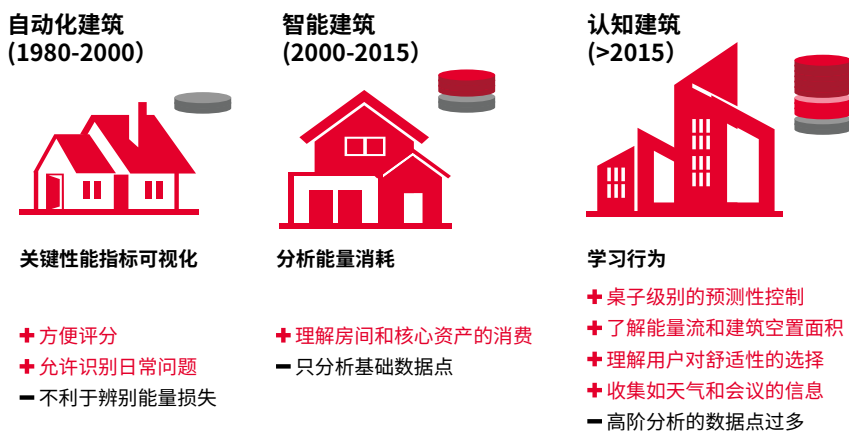 自动化建筑
(1980-2000）
关键性能指标可视化
+ 方便评分
+ 允许识别日常问题
- 不利于辨别能量损失
智能建筑
(2000-2015）
分析能量消耗
+ 理解房间和核心资产的消费
- 只分析基础数据点
认知建筑
(>2015）
学习行为
+ 桌子级别的预测性控制
+ 了解能量流和建筑空置面积
+ 理解用户对舒适性的选择
+ 收集如天气和会议的信息
- 高阶分析的数据点过多